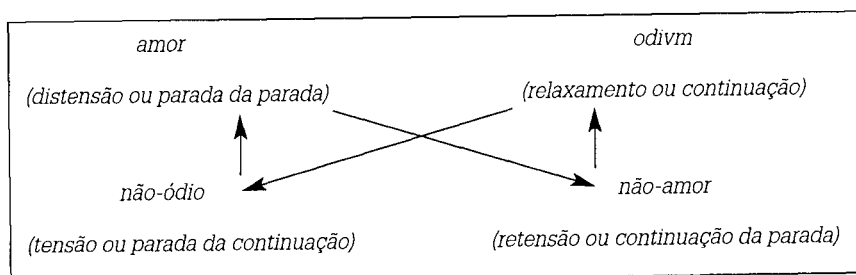 amor odivm
(distensão ou parada da parada) (relaxamento ou continuação)
não-ódio não-amor
(tensão ou parada da continuação) (retensão ou continuação da parada)